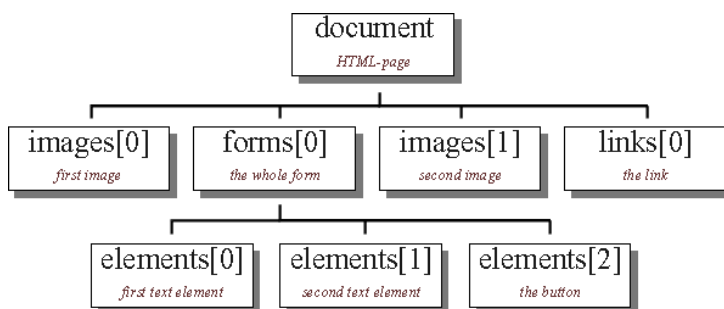 document
HTML-page
images[0]
first image
forms[0]
the whole form
images[1]
second image
links[0]
the link
elements[0]
first text element
elements[1]
second text element
elements[2]
the button